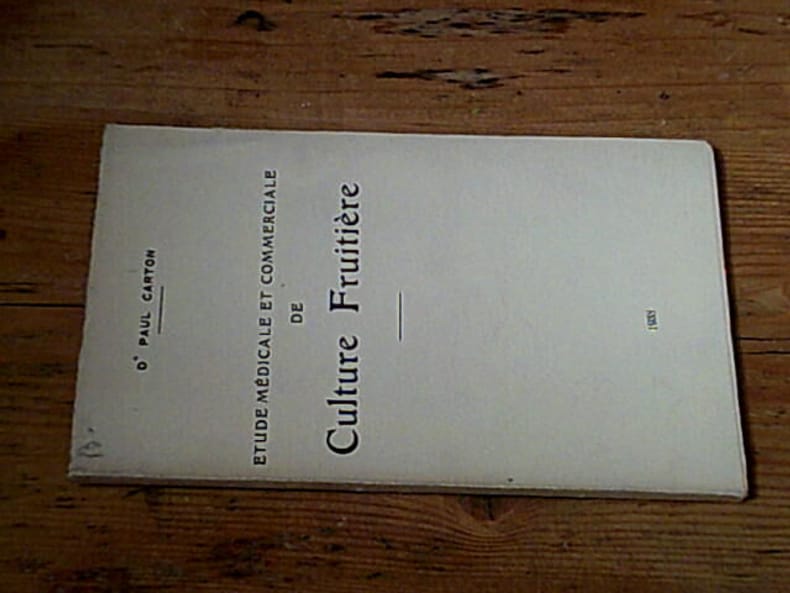 Dr PAUL CARTON
ETUDE MÉDICALE ET COMMERCIALE
DE
Culture Fruitière